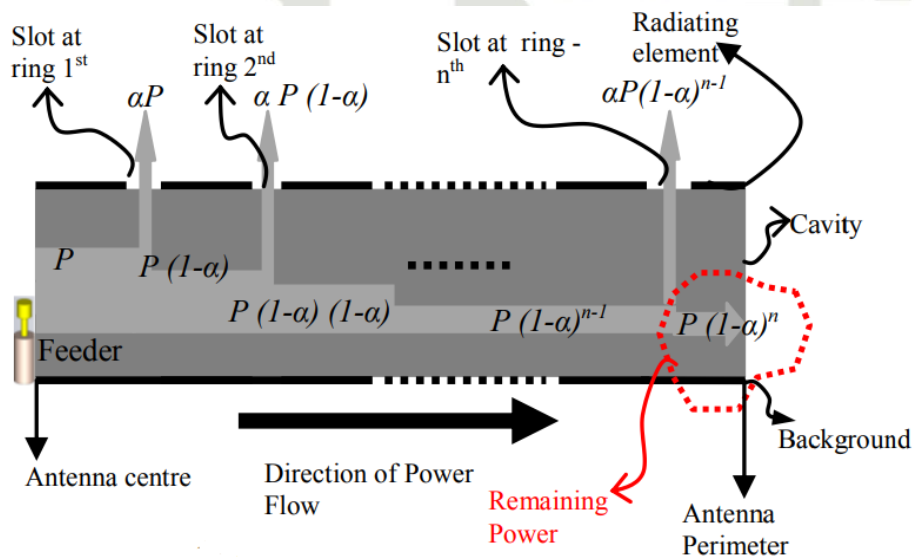 Slot at
ring 1st
Slot at
ring 2nd
Slot at ring -
nth
Radiating
element
αP
α P (1-α)
αP(1-α)n-1
Cavity
P
P (1-α)
P (1-α) (1-α)
P (1-α)n-1
P (1-α)n
Feeder
Background
Antenna centre
Direction of Power
Flow
Remaining
Power
Antenna
Perimeter